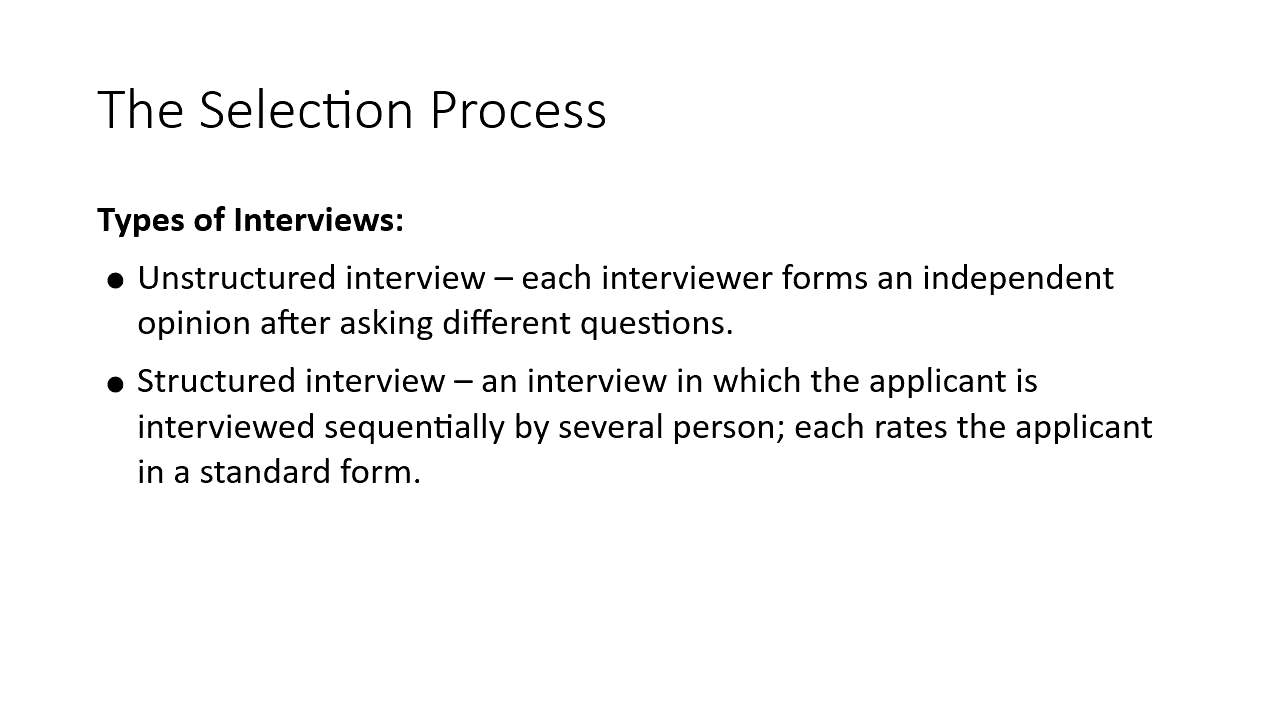 The Selection Process
Types of Interviews:
● Unstructured interview – each interviewer forms an independent
opinion after asking different questions.
● Structured interview – an interview in which the applicant is
interviewed sequentially by several person; each rates the applicant
in a standard form.